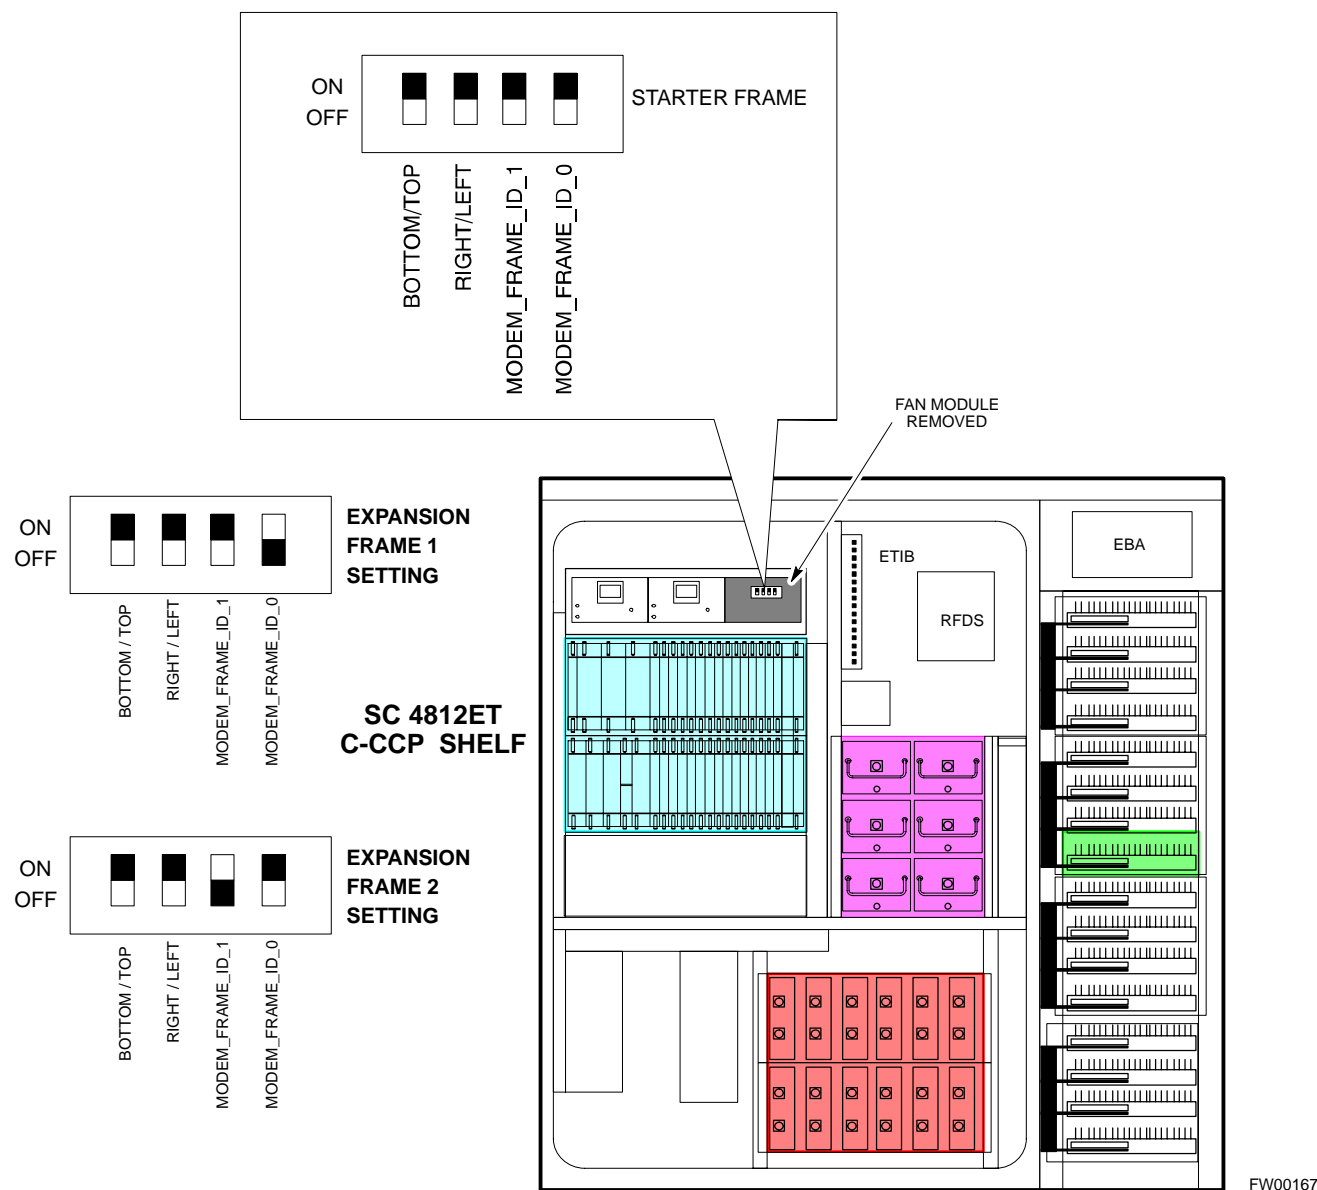 ON
OFF
STARTER FRAME
BOTTOM/TOP
RIGHT/LEFT
MODEM_FRAME_ID_1
MODEM_FRAME_ID_0
FAN MODULE
REMOVED
ON
OFF
EXPANSION
FRAME 1
SETTING
BOTTOM / TOP
RIGHT / LEFT
MODEM_FRAME_ID_1
MODEM_FRAME_ID_0
ETIB
EBA
RFDS
SC 4812ET
C-CCP SHELF
ON
OFF
EXPANSION
FRAME 2
SETTING
BOTTOM / TOP
RIGHT / LEFT
MODEM_FRAME_ID_1
MODEM_FRAME_ID_0
FW00167